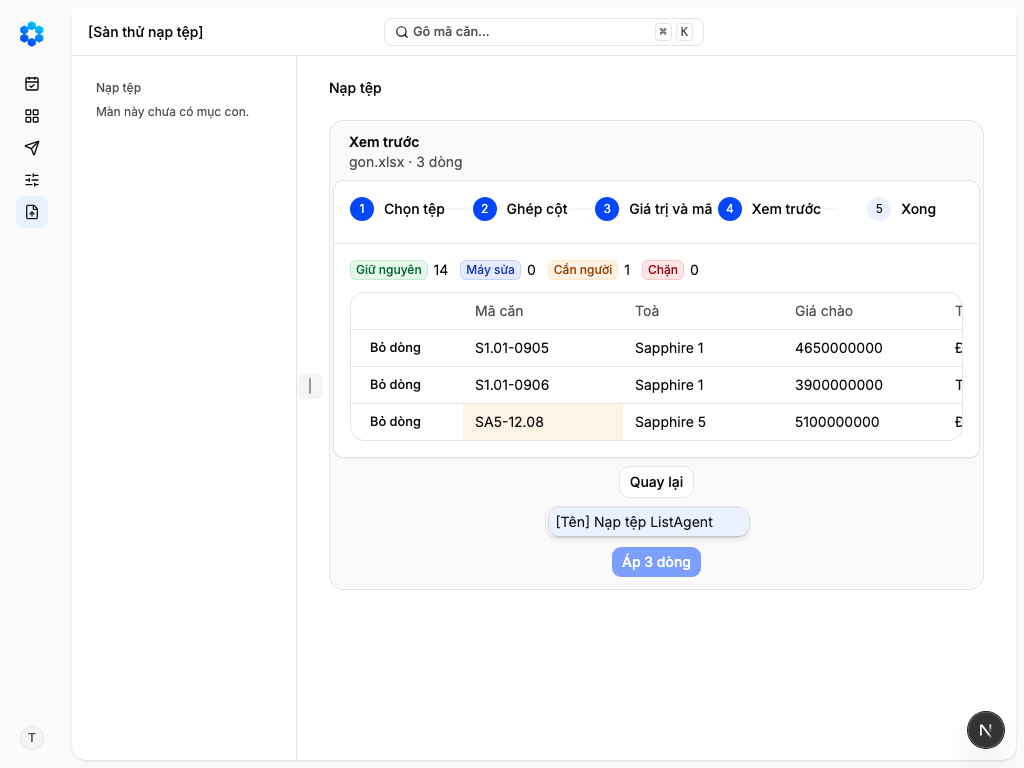 [Sàn thử nạp tệp]
Gõ mã căn...
⌘ K
Nạp tệp
Màn này chưa có mục con.
Nạp tệp
Xem trước
gon.xlsx · 3 dòng
1 Chọn tệp 2 Ghép cột 3 Giá trị và mã 4 Xem trước 5 Xong
Giữ nguyên 14 Máy sửa 0 Cần người 1 Chặn 0
Mã căn Toà Giá chào
Bỏ dòng S1.01-0905 Sapphire 1 4650000000
Bỏ dòng S1.01-0906 Sapphire 1 3900000000
Bỏ dòng SA5-12.08 Sapphire 5 5100000000
Quay lại
[Tên] Nạp tệp ListAgent
Áp 3 dòng
T
N